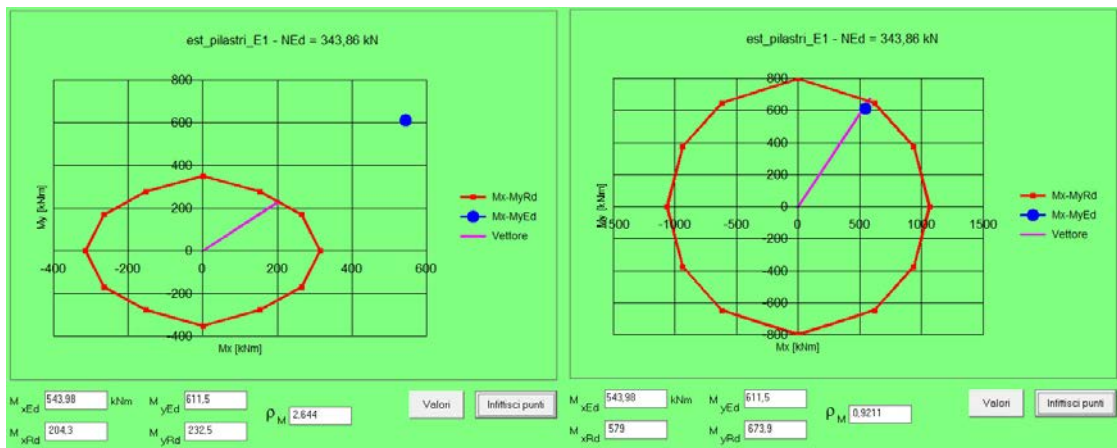 est_pilastri_E1 - NEd = 343,86 kN
800
600
400
200
0
-200
-400
-400 -200 0 200 400 600
My [kNm]
Mx [kNm]
Mx-MyRd
Mx-MyEd
Vettore
M xEd 543,98 kNm M yEd 611,5
M xRd 204,3 M yRd 232,5
ρ M 2,644
Valori
Infittisci punti
est_pilastri_E1 - NEd = 343,86 kN
800
600
400
200
0
-200
-400
-600
-800
-1500 -1000 -500 0 500 1000 1500
My [kNm]
Mx [kNm]
Mx-MyRd
Mx-MyEd
Vettore
M xEd 543,98 kNm M yEd 611,5
M xRd 579 M yRd 673,9
ρ M 0,9211
Valori
Infittisci punti